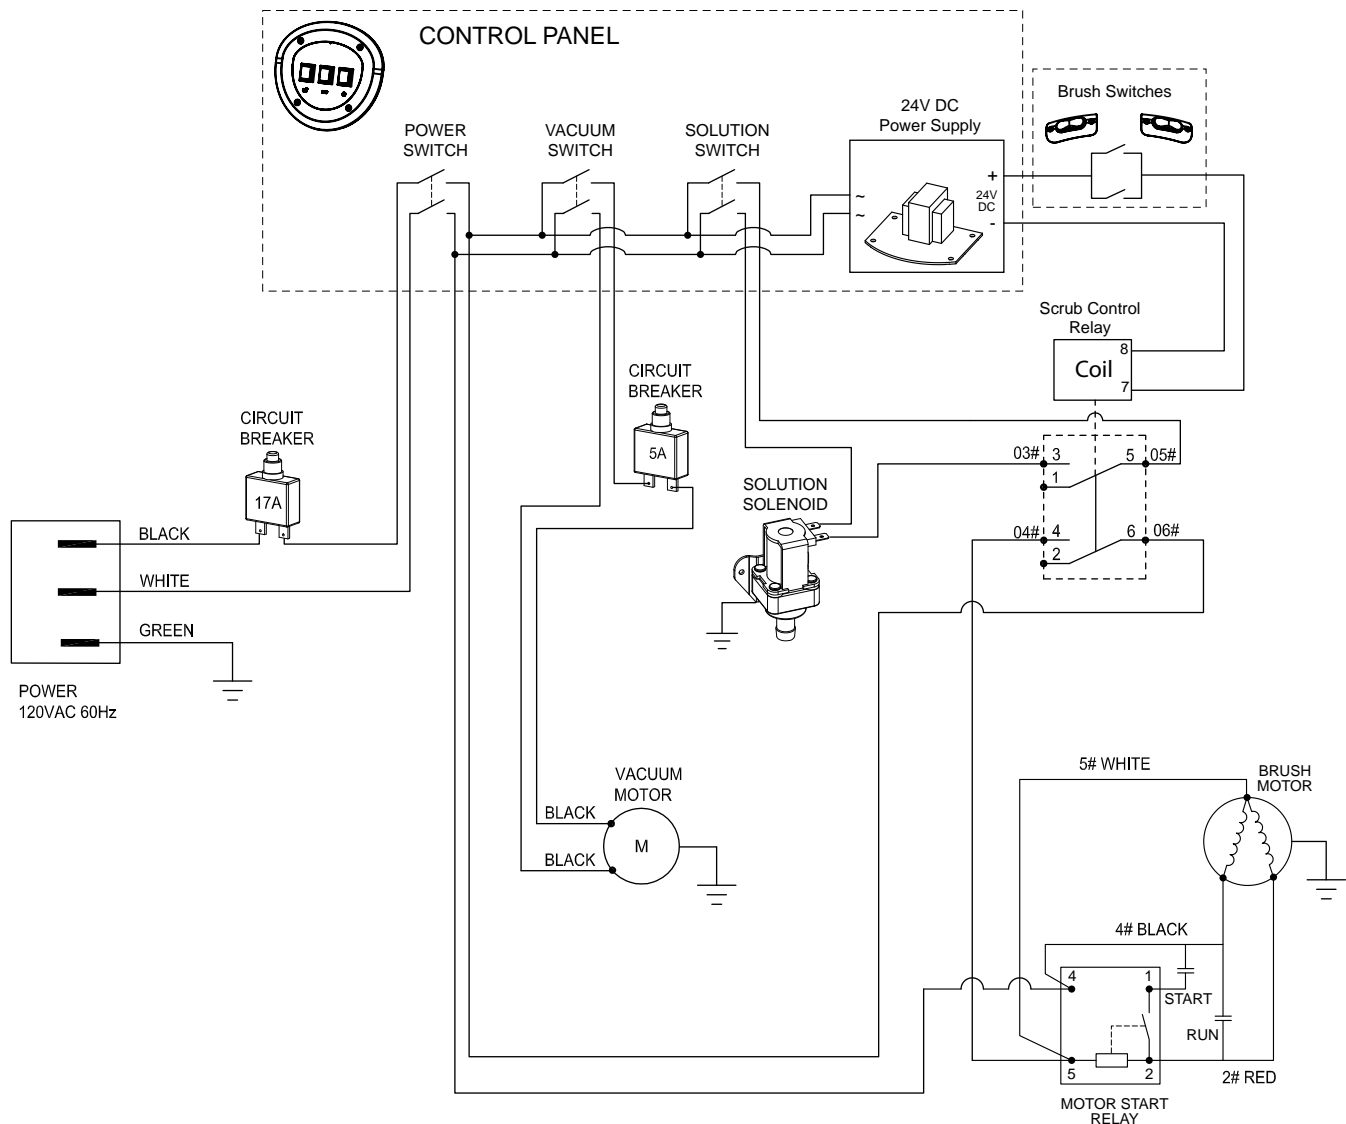 CONTROL PANEL
POWER
SWITCH
VACUUM
SWITCH
SOLUTION
SWITCH
24V DC
Power Supply
~
~
+
24V
DC
-
Brush Switches
Scrub Control
Relay
Coil
8
7
CIRCUIT
BREAKER
17A
CIRCUIT
BREAKER
5A
SOLUTION
SOLENOID
03#
3
5
05#
1
04#
4
6
06#
2
BLACK
WHITE
GREEN
POWER
120VAC 60Hz
VACUUM
MOTOR
BLACK
BLACK
M
5# WHITE
BRUSH
MOTOR
4# BLACK
4
1
START
RUN
5
2
2# RED
MOTOR START
RELAY